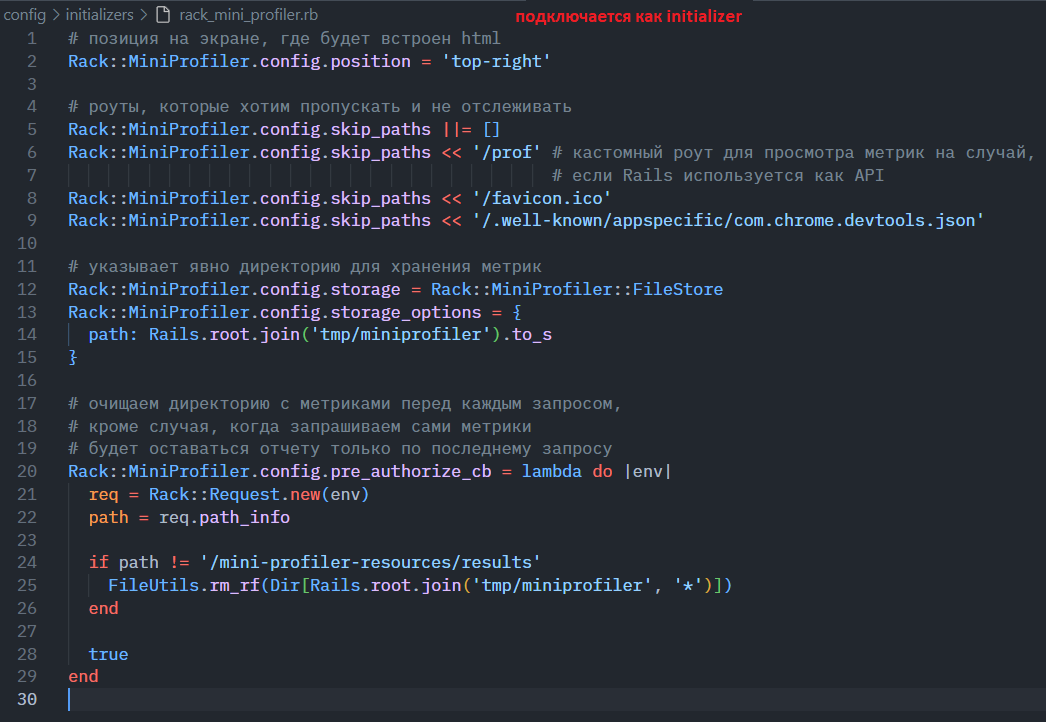 config > initializers > rack_mini_profiler.rb
подключается как initializer
1 # позиция на экране, где будет встроен html
2 Rack::MiniProfiler.config.position = 'top-right'
3
4 # роуты, которые хотим пропускать и не отслеживать
5 Rack::MiniProfiler.config.skip_paths ||= []
6 Rack::MiniProfiler.config.skip_paths << '/prof' # кастомный роут для просмотра метрик на случай,
7 # если Rails используется как API
8 Rack::MiniProfiler.config.skip_paths << '/favicon.ico'
9 Rack::MiniProfiler.config.skip_paths << '/.well-known/appspecific/com.chrome.devtools.json'
10
11 # указывает явно директорию для хранения метрик
12 Rack::MiniProfiler.config.storage = Rack::MiniProfiler::FileStore
13 Rack::MiniProfiler.config.storage_options = {
14   path: Rails.root.join('tmp/miniprofiler').to_s
15 }
16
17 # очищаем директорию с метриками перед каждым запросом,
18 # кроме случая, когда запрашиваем сами метрики
19 # будет оставаться отчету только по последнему запросу
20 Rack::MiniProfiler.config.pre_authorize_cb = lambda do |env|
21   req = Rack::Request.new(env)
22   path = req.path_info
23
24   if path != '/mini-profiler-resources/results'
25     FileUtils.rm_rf(Dir[Rails.root.join('tmp/miniprofiler', '*')])
26   end
27
28   true
29 end
30